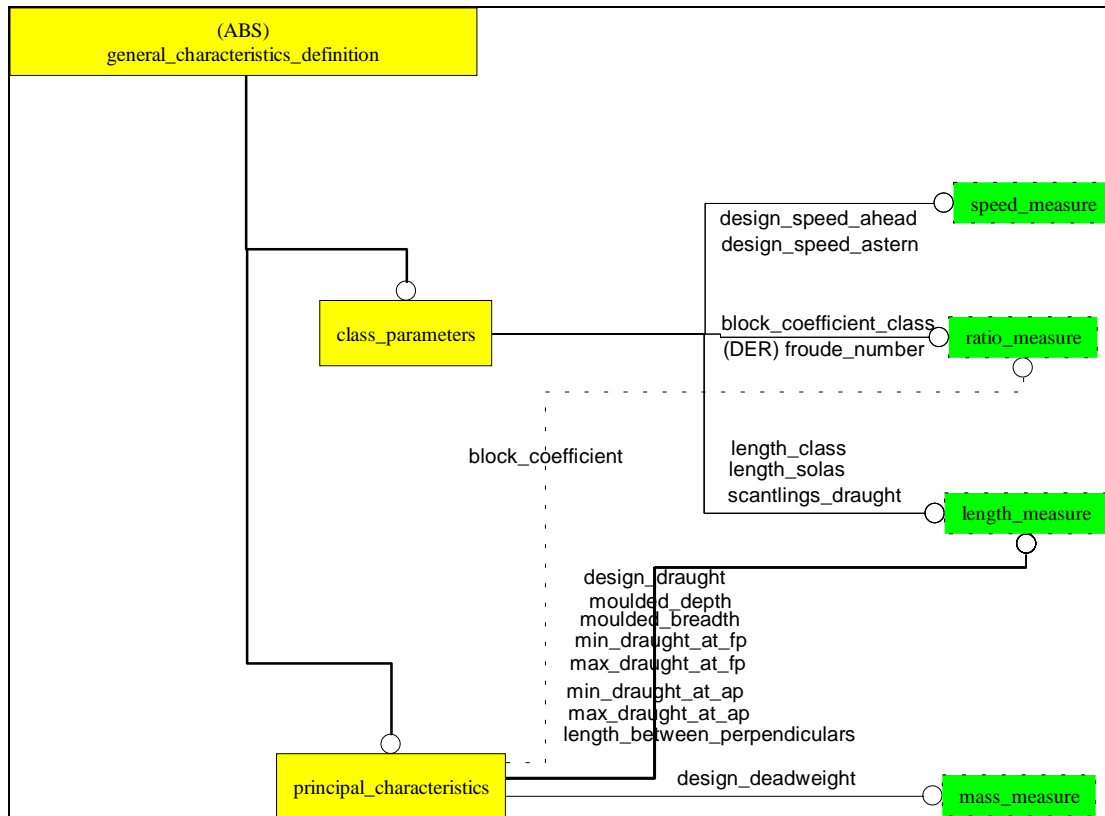 (ABS)
general_characteristics_definition
speed_measure
design_speed_ahead
design_speed_astern
class_parameters
block_coefficient_class
(DER) froude_number
ratio_measure
block_coefficient
length_class
length_solas
scantlings_draught
length_measure
design_draught
moulded_depth
moulded_breadth
min_draught_at_fp
max_draught_at_fp
min_draught_at_ap
max_draught_at_ap
length_between_perpendiculars
principal_characteristics
design_deadweight
mass_measure